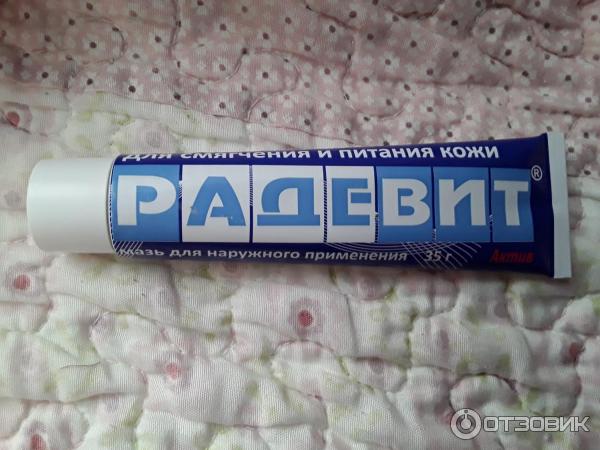 Для смягчения и питания кожи
РАДЕВИТ®
Мазь для наружного применения 35 г Актив
ОТЗОВИК